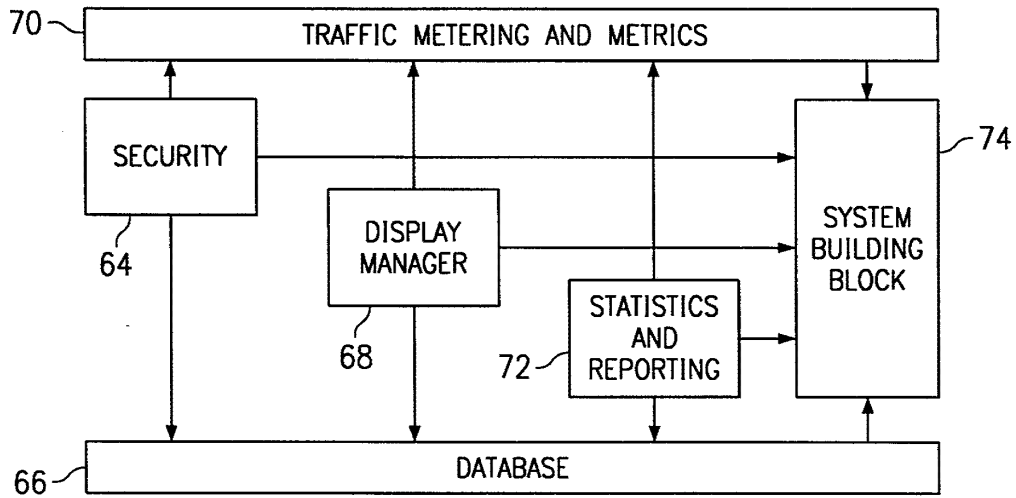 70
TRAFFIC METERING AND METRICS
SECURITY
64
74
SYSTEM
BUILDING
BLOCK
DISPLAY
MANAGER
68
STATISTICS
AND
REPORTING
72
DATABASE
66